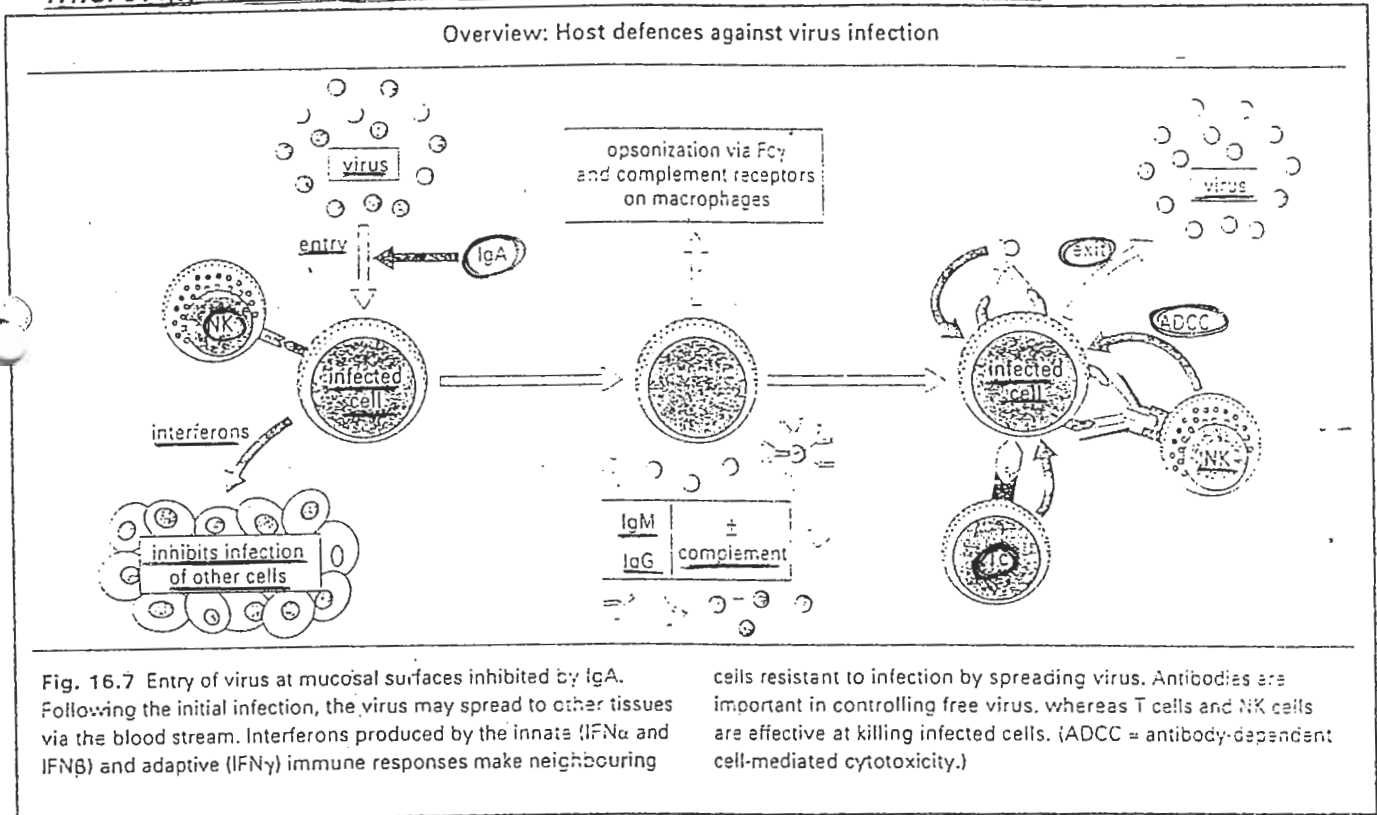 Overview: Host defences against virus infection
virus
entry
IgA
NK
infected
cell
interferons
inhibits infection
of other cells
opsonization via Fcγ
and complement receptors
on macrophages
IgM
IgG
±
complement
virus
exit
ADCC
infected
cell
NK
Tc
Fig. 16.7 Entry of virus at mucosal surfaces inhibited by IgA.
Following the initial infection, the virus may spread to other tissues
via the blood stream. Interferons produced by the innate (IFNα and
IFNβ) and adaptive (IFNγ) immune responses make neighbouring
cells resistant to infection by spreading virus. Antibodies are
important in controlling free virus, whereas T cells and NK cells
are effective at killing infected cells. (ADCC = antibody-dependent
cell-mediated cytotoxicity.)